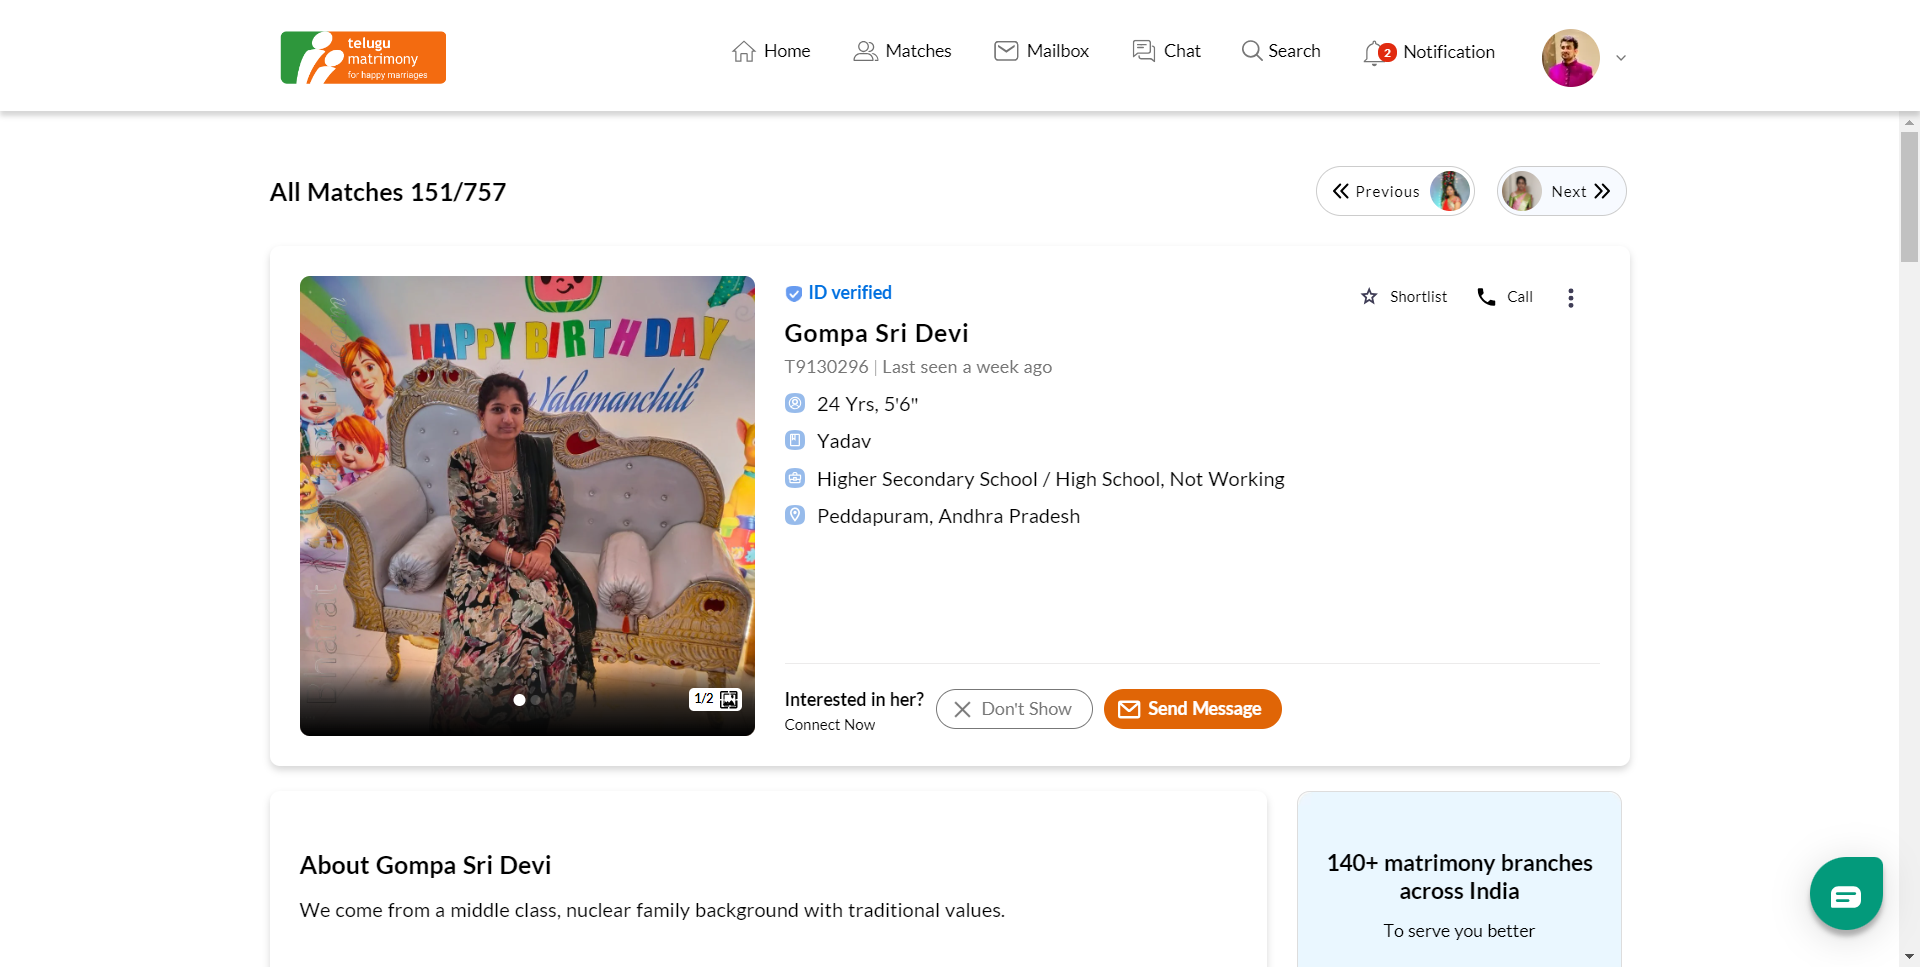 telugu
matrimony
for happy marriages
Home
Matches
Mailbox
Chat
Search
2
Notification
All Matches 151/757
Previous
Next
HAPPY BIRTHDAY
Yalamanchili
Bharat
1/2
ID verified
Shortlist
Call
Gompa Sri Devi
T9130296 | Last seen a week ago
24 Yrs, 5'6"
Yadav
Higher Secondary School / High School, Not Working
Peddapuram, Andhra Pradesh
Interested in her?
Connect Now
Don't Show
Send Message
About Gompa Sri Devi
We come from a middle class, nuclear family background with traditional values.
140+ matrimony branches
across India
To serve you better